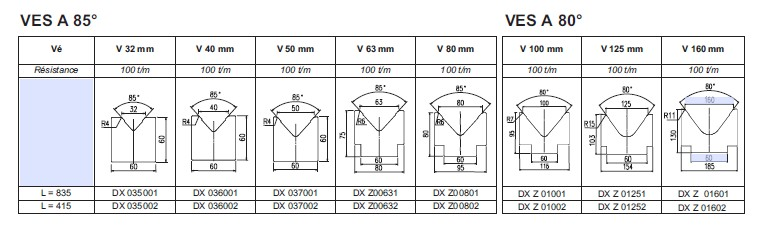 VES A 85°
VES A 80°
Vé V 32 mm V 40 mm V 50 mm V 63 mm V 80 mm V 100 mm V 125 mm V 160 mm
Résistance 100 t/m 100 t/m 100 t/m 100 t/m 100 t/m 100 t/m 100 t/m 100 t/m
85° 85° 85° 85° 85° 80° 80° 80°
32 40 50 63 80 100 125 160
R4 R4 R4 R5 R6 R7 R15 R11
60 60 60 75 80 95 103 130
60 60 60 60 60 60 60 60
80 95 116 154 185
L = 835 DX 035001 DX 036001 DX 037001 DX Z00631 DX Z00801 DX Z 01001 DX Z 01251 DX Z 01601
L = 415 DX 035002 DX 036002 DX 037002 DX Z00632 DX Z00802 DX Z 01002 DX Z 01252 DX Z 01602